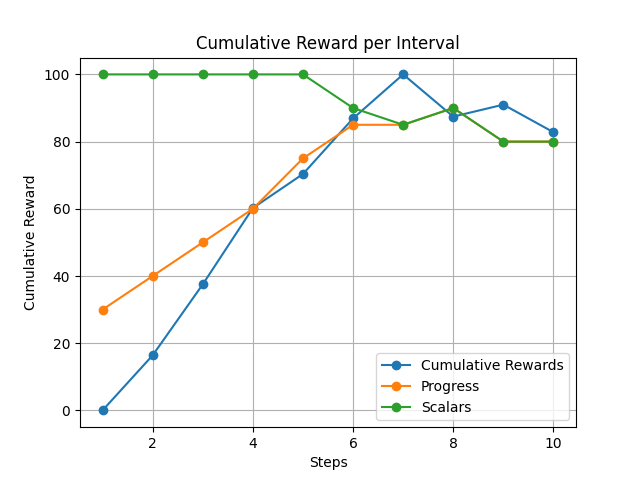 Cumulative Reward per Interval
Cumulative Reward
100
80
60
40
20
0
2
4
6
8
10
Steps
Cumulative Rewards
Progress
Scalars